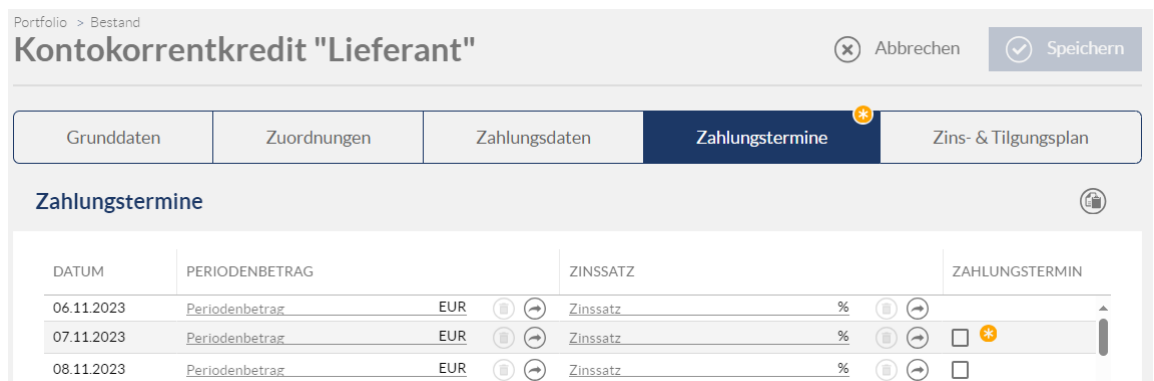 Portfolio > Bestand
Kontokorrentkredit "Lieferant"
Abbrechen
Speichern
Grunddaten
Zuordnungen
Zahlungsdaten
Zahlungstermine
Zins- & Tilgungsplan
Zahlungstermine
DATUM PERIODENBETRAG ZINSSATZ ZAHLUNGSTERMIN
06.11.2023 Periodenbetrag EUR Zinssatz %
07.11.2023 Periodenbetrag EUR Zinssatz %
08.11.2023 Periodenbetrag EUR Zinssatz %